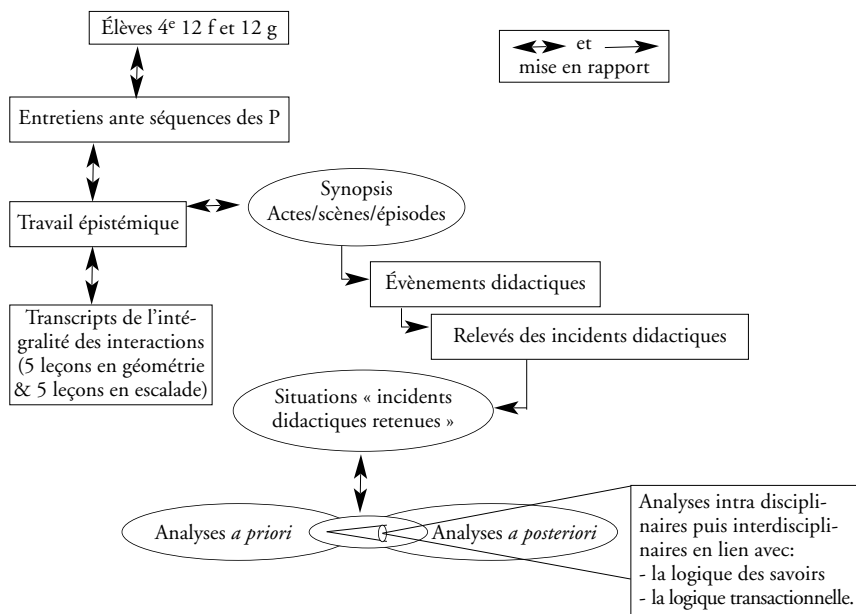 Élèves 4e 12 f et 12 g
et
mise en rapport
Entretiens ante séquences des P
Synopsis
Actes/scènes/épisodes
Travail épistémique
Évènements didactiques
Transcripts de l’inté-
gralité des interactions
(5 leçons en géométrie
& 5 leçons en escalade)
Relevés des incidents didactiques
Situations « incidents
didactiques retenues »
Analyses a priori
Analyses a posteriori
Analyses intra discipli-
naires puis interdiscipli-
naires en lien avec:
- la logique des savoirs
- la logique transactionnelle.